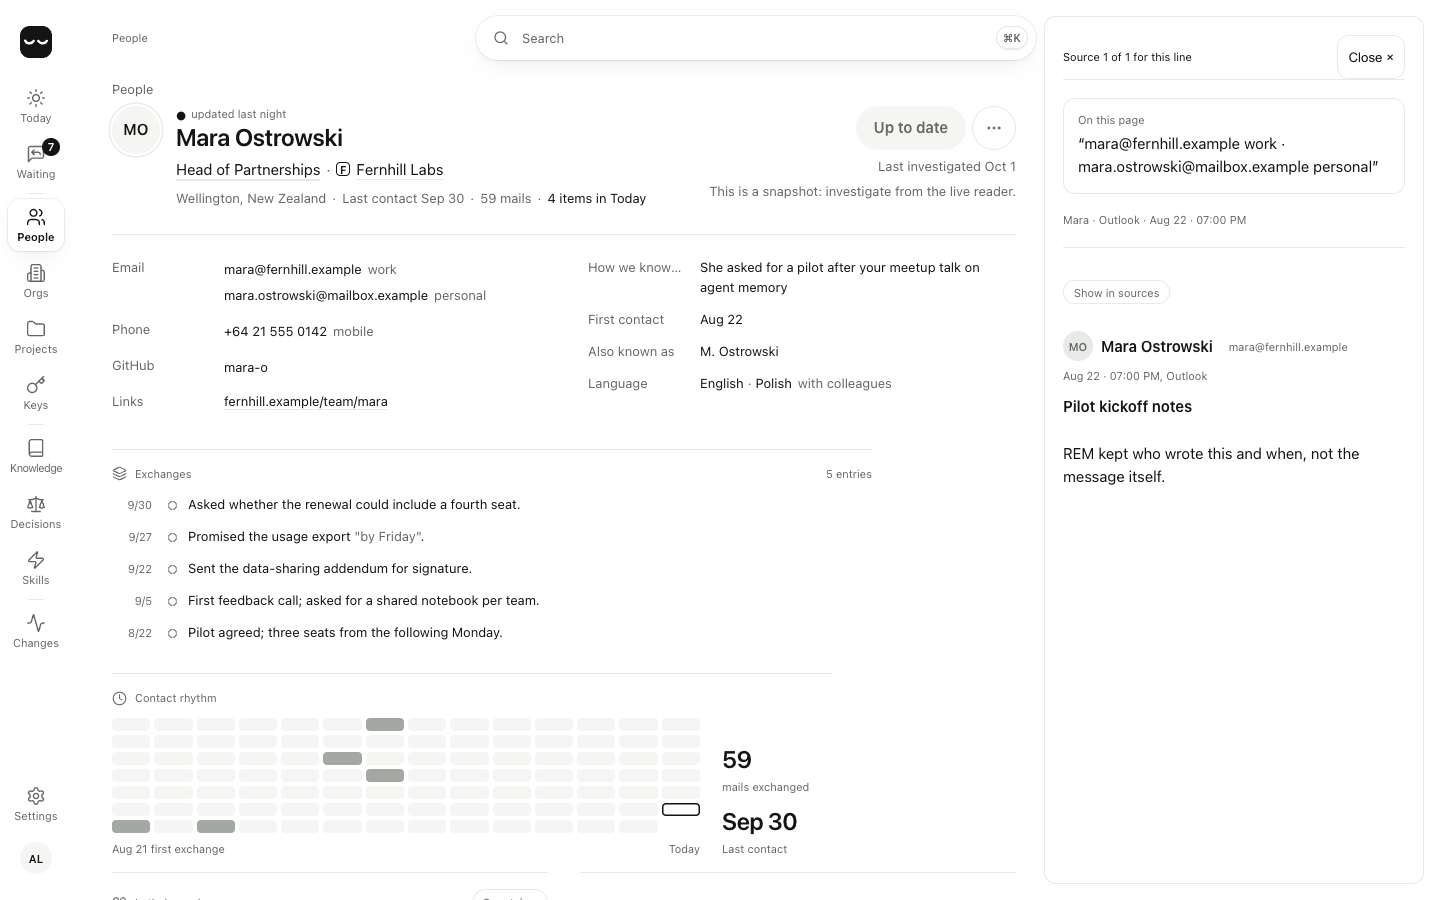 People
Search
⌘K
Today
Waiting
7
People
Orgs
Projects
Keys
Knowledge
Decisions
Skills
Changes
Settings
AL
People
MO
updated last night
Mara Ostrowski
Head of Partnerships · F Fernhill Labs
Wellington, New Zealand · Last contact Sep 30 · 59 mails · 4 items in Today
Up to date
···
Last investigated Oct 1
This is a snapshot: investigate from the live reader.
Email
mara@fernhill.example work
mara.ostrowski@mailbox.example personal
Phone
+64 21 555 0142 mobile
GitHub
mara-o
Links
fernhill.example/team/mara
How we know…
She asked for a pilot after your meetup talk on
agent memory
First contact
Aug 22
Also known as
M. Ostrowski
Language
English · Polish with colleagues
Exchanges
5 entries
9/30 Asked whether the renewal could include a fourth seat.
9/27 Promised the usage export "by Friday".
9/22 Sent the data-sharing addendum for signature.
9/5 First feedback call; asked for a shared notebook per team.
8/22 Pilot agreed; three seats from the following Monday.
Contact rhythm
59
mails exchanged
Sep 30
Last contact
Aug 21 first exchange
Today
Source 1 of 1 for this line
Close ×
On this page
“mara@fernhill.example work ·
mara.ostrowski@mailbox.example personal”
Mara · Outlook · Aug 22 · 07:00 PM
Show in sources
MO
Mara Ostrowski mara@fernhill.example
Aug 22 · 07:00 PM, Outlook
Pilot kickoff notes
REM kept who wrote this and when, not the
message itself.